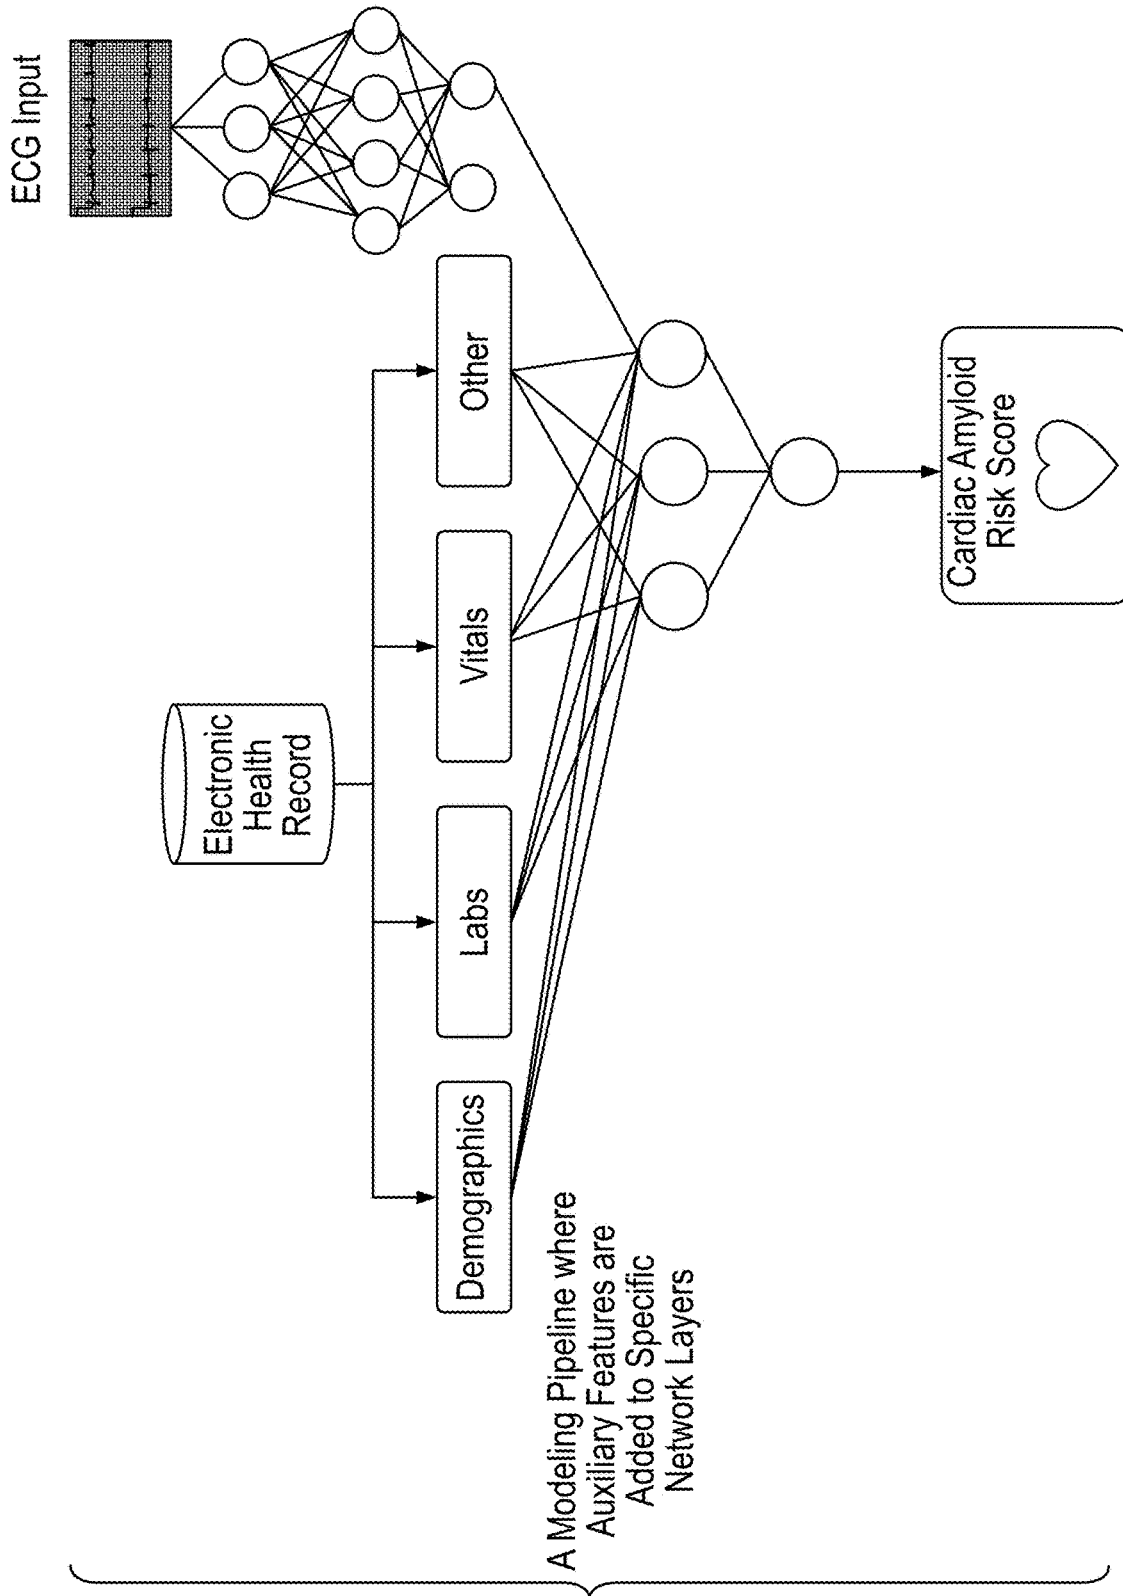 ECG Input
Electronic
Health
Record
Demographics
Labs
Vitals
Other
A Modeling Pipeline where
Auxiliary Features are
Added to Specific
Network Layers
Cardiac Amyloid
Risk Score